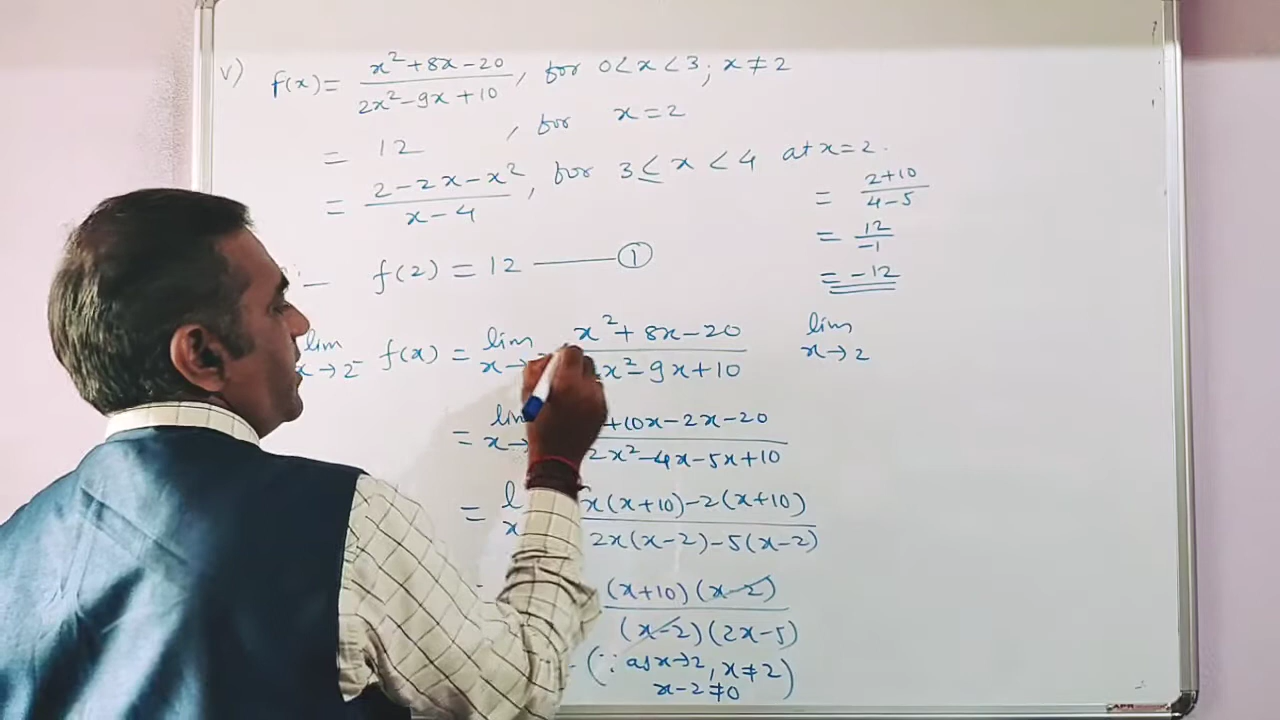 v) f(x) = x² + 8x - 20 / 2x² - 9x + 10, for 0 < x < 3; x ≠ 2
= 12 , for x = 2
= 2 - 2x - x² / x - 4, for 3 ≤ x < 4 at x = 2.
f(2) = 12 —— ①
lim x→2⁻ f(x) = lim x→ x² + 8x - 20 / x² - 9x + 10
= lim x→ + 10x - 2x - 20 / 2x² - 4x - 5x + 10
= x(x+10) - 2(x+10) / 2x(x-2) - 5(x-2)
(x+10)(x-2) / (x-2)(2x-5)
(∵ as x→2, x ≠ 2)
x - 2 ≠ 0
= 2+10 / 4-5
= 12 / -1
= -12
lim x→2